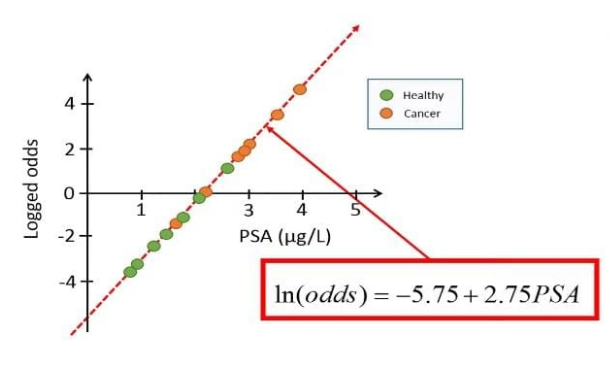 Logged odds
4
2
0
-2
-4
1
3
4
5
PSA (µg/L)
Healthy
Cancer
ln(odds) = −5.75 + 2.75PSA